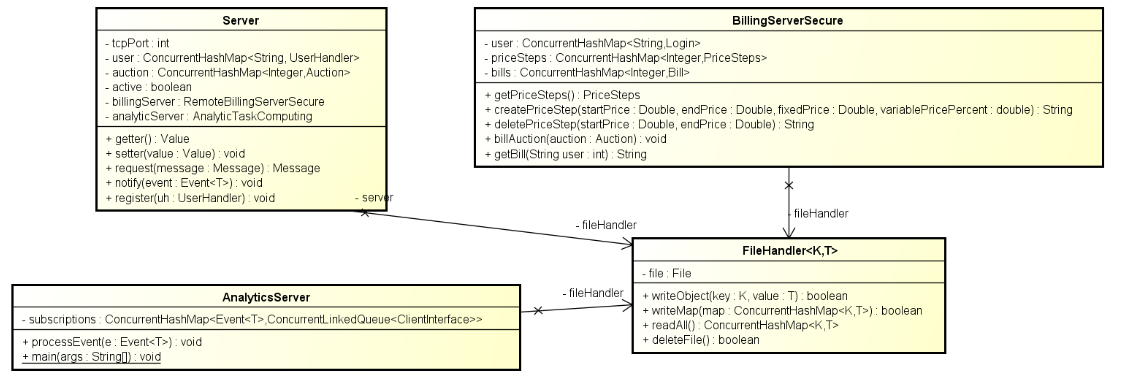 Server
- tcpPort : int
- user : ConcurrentHashMap<String, UserHandler>
- auction : ConcurrentHashMap<Integer,Auction>
- active : boolean
- billingServer : RemoteBillingServerSecure
- analyticServer : AnalyticTaskComputing
+ getter() : Value
+ setter(value : Value) : void
+ request(message : Message) : Message
+ notify(event : Event<T>) : void
+ register(uh : UserHandler) : void
- server
BillingServerSecure
- user : ConcurrentHashMap<String,Login>
- priceSteps : ConcurrentHashMap<Integer,PriceSteps>
- bills : ConcurrentHashMap<Integer,Bill>
+ getPriceSteps() : PriceSteps
+ createPriceStep(startPrice : Double, endPrice : Double, fixedPrice : Double, variablePricePercent : double) : String
+ deletePriceStep(startPrice : Double, endPrice : Double) : String
+ billAuction(auction : Auction) : void
+ getBill(String user : int) : String
- fileHandler
- fileHandler
FileHandler<K,T>
- file : File
+ writeObject(key : K, value : T) : boolean
+ writeMap(map : ConcurrentHashMap<K,T>) : boolean
+ readAll() : ConcurrentHashMap<K,T>
+ deleteFile() : boolean
- fileHandler
AnalyticsServer
- subscriptions : ConcurrentHashMap<Event<T>,ConcurrentLinkedQueue<ClientInterface>>
+ processEvent(e : Event<T>) : void
+ main(args : String[]) : void